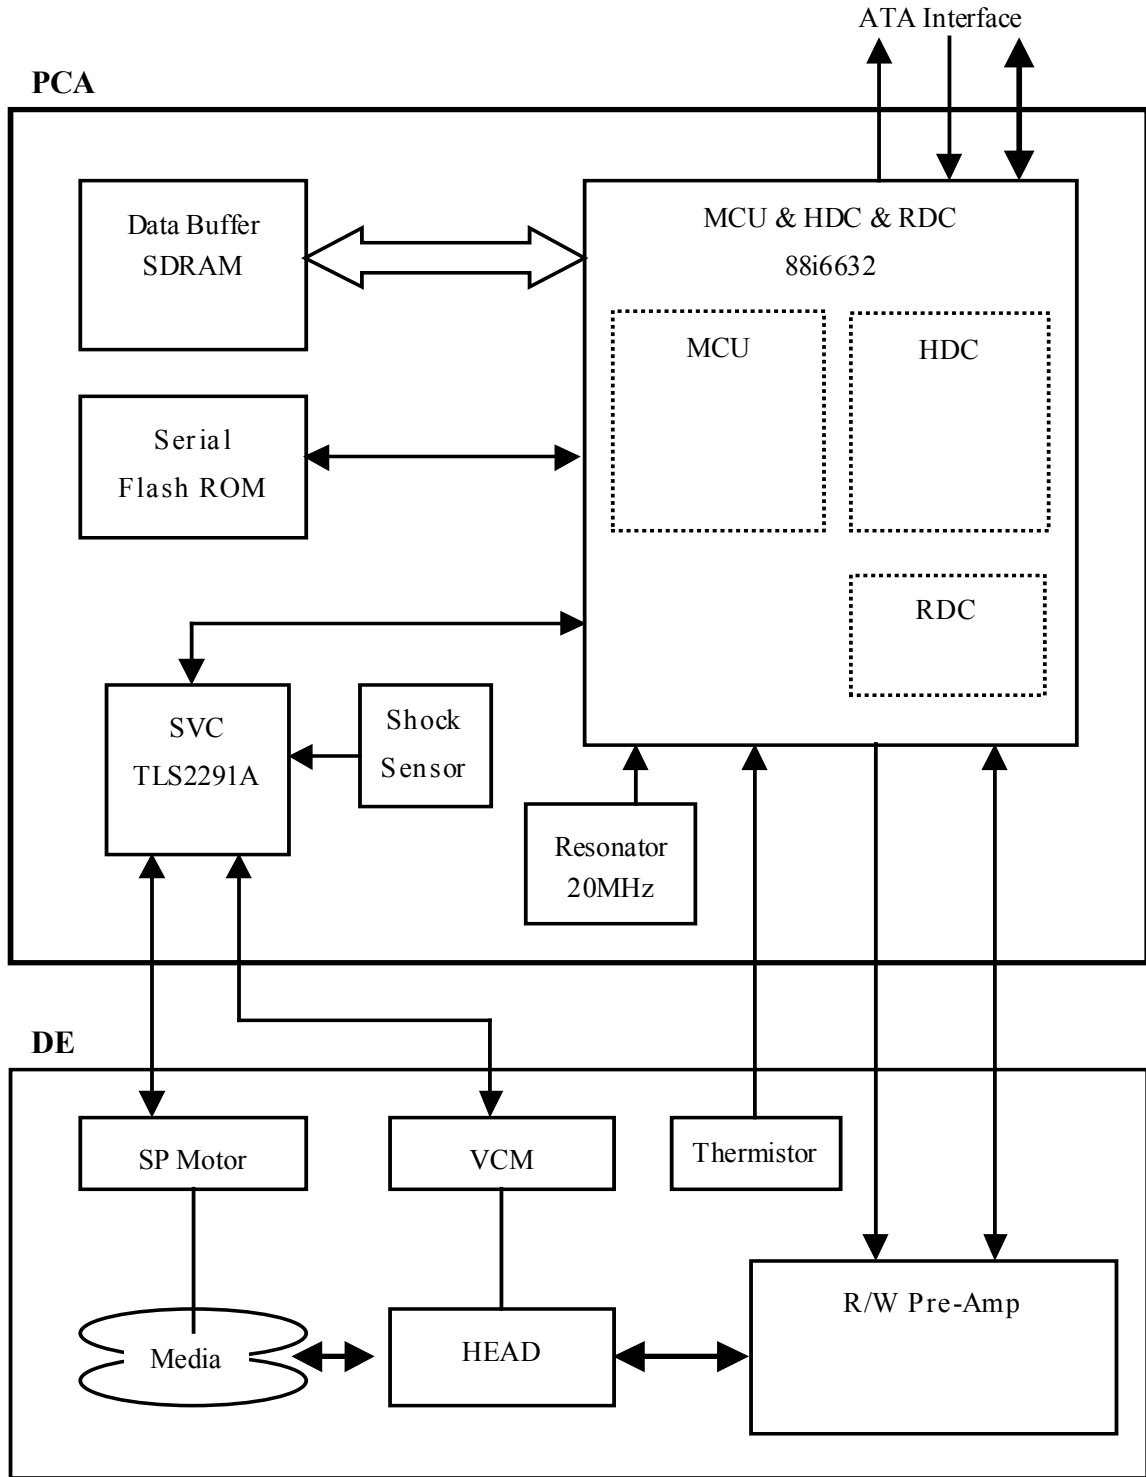 ATA Interface
PCA
Data Buffer
SDRAM
MCU & HDC & RDC
88i6632
MCU
HDC
Serial
Flash ROM
RDC
SVC
TLS2291A
Shock
Sensor
Resonator
20MHz
DE
SP Motor
VCM
Thermistor
Media
HEAD
R/W Pre-Amp